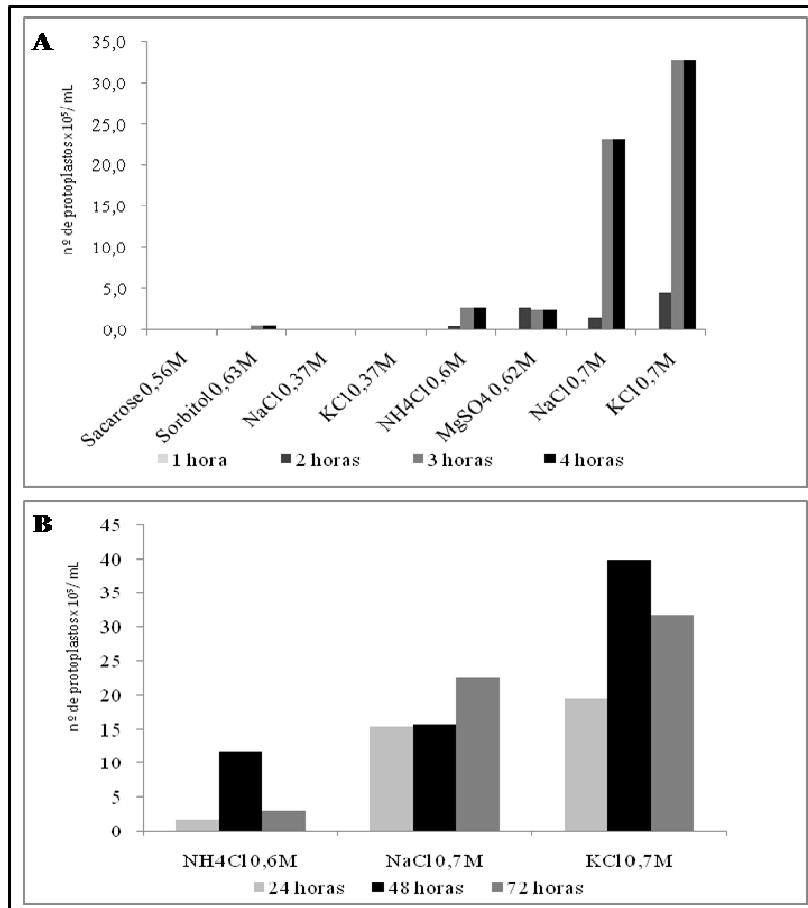 A
nº de protoplastos x 10⁵/ mL
35,0
30,0
25,0
20,0
15,0
10,0
5,0
0,0
Sacarose 0,56M
Sorbitol 0,63M
NaCl 0,37M
KCl 0,37M
NH4Cl 0,6M
MgSO4 0,62M
NaCl 0,7M
KCl 0,7M
1 hora 2 horas 3 horas 4 horas
B
nº de protoplastos x 10⁵/ mL
45
40
35
30
25
20
15
10
5
0
NH4Cl 0,6M NaCl 0,7M KCl 0,7M
24 horas 48 horas 72 horas